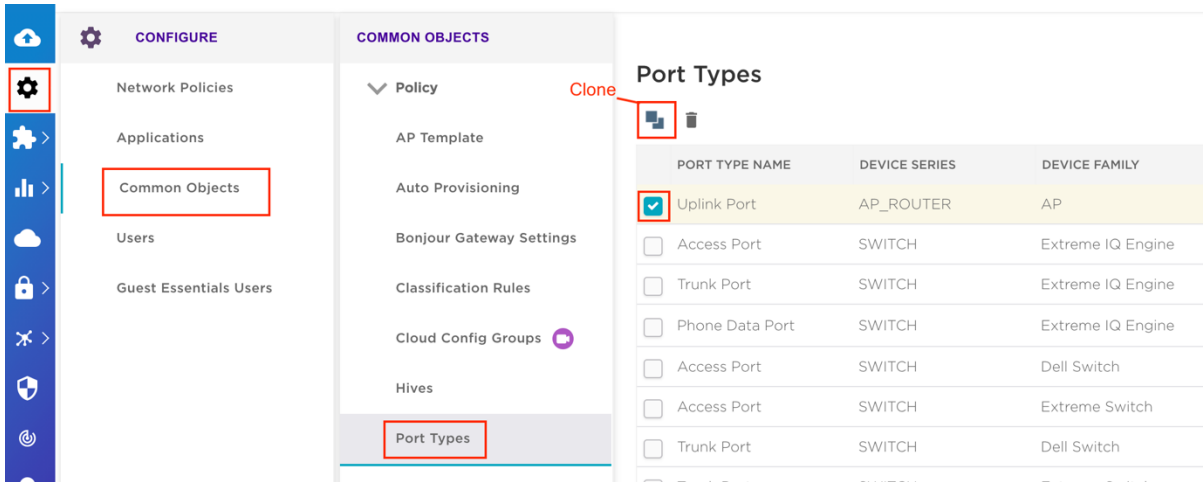 CONFIGURE
Network Policies
Applications
Common Objects
Users
Guest Essentials Users
COMMON OBJECTS
Policy
AP Template
Auto Provisioning
Bonjour Gateway Settings
Classification Rules
Cloud Config Groups
Hives
Port Types
Port Types
Clone
PORT TYPE NAME DEVICE SERIES DEVICE FAMILY
Uplink Port AP_ROUTER AP
Access Port SWITCH Extreme IQ Engine
Trunk Port SWITCH Extreme IQ Engine
Phone Data Port SWITCH Extreme IQ Engine
Access Port SWITCH Dell Switch
Access Port SWITCH Extreme Switch
Trunk Port SWITCH Dell Switch